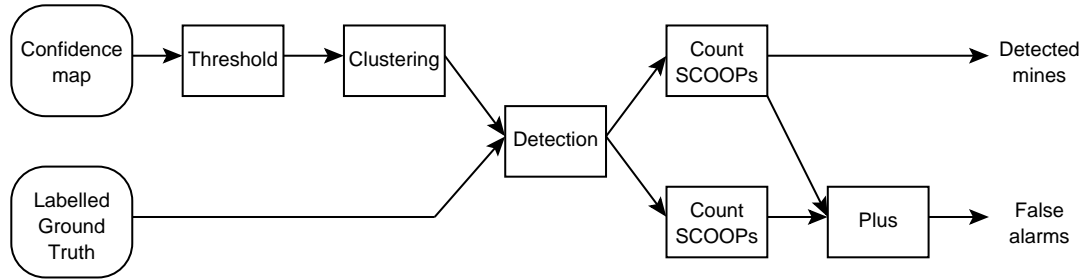 Confidence
map
Threshold
Clustering
Detection
Count
SCOOPs
Detected
mines
Labelled
Ground
Truth
Count
SCOOPs
Plus
False
alarms